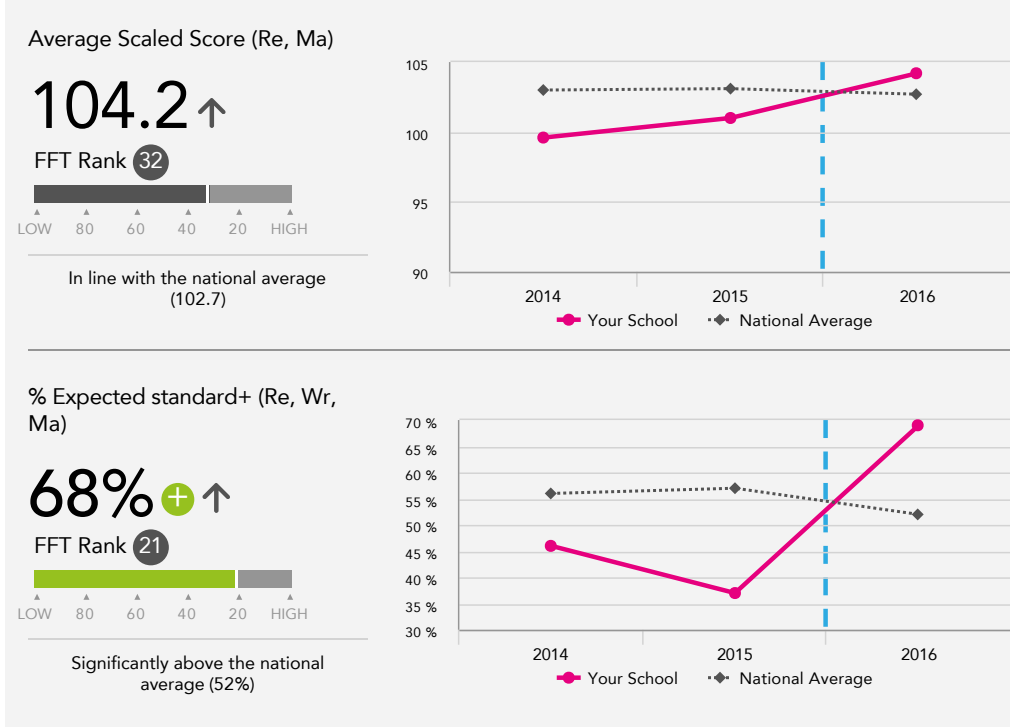 Average Scaled Score (Re, Ma)
104.2
FFT Rank 32
LOW 80 60 40 20 HIGH
In line with the national average
(102.7)
105
100
95
90
2014 2015 2016
Your School National Average
% Expected standard+ (Re, Wr,
Ma)
68% +
FFT Rank 21
LOW 80 60 40 20 HIGH
Significantly above the national
average (52%)
70 %
65 %
60 %
55 %
50 %
45 %
40 %
35 %
30 %
2014 2015 2016
Your School National Average